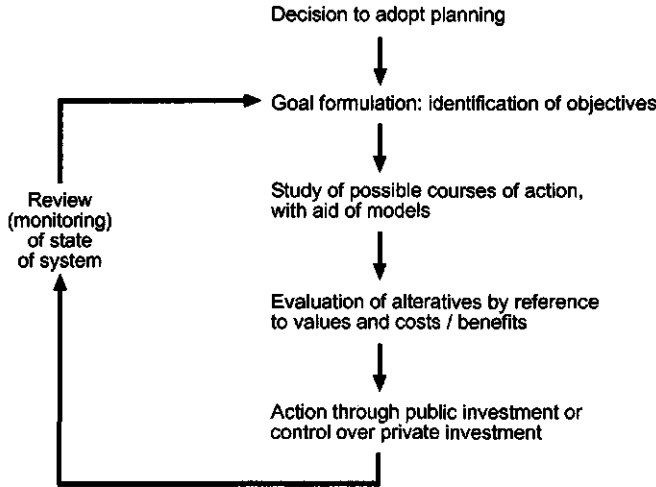 Decision to adopt planning
Goal formulation: identification of objectives
Study of possible courses of action,
with aid of models
Evaluation of alteratives by reference
to values and costs / benefits
Action through public investment or
control over private investment
Review
(monitoring)
of state
of system